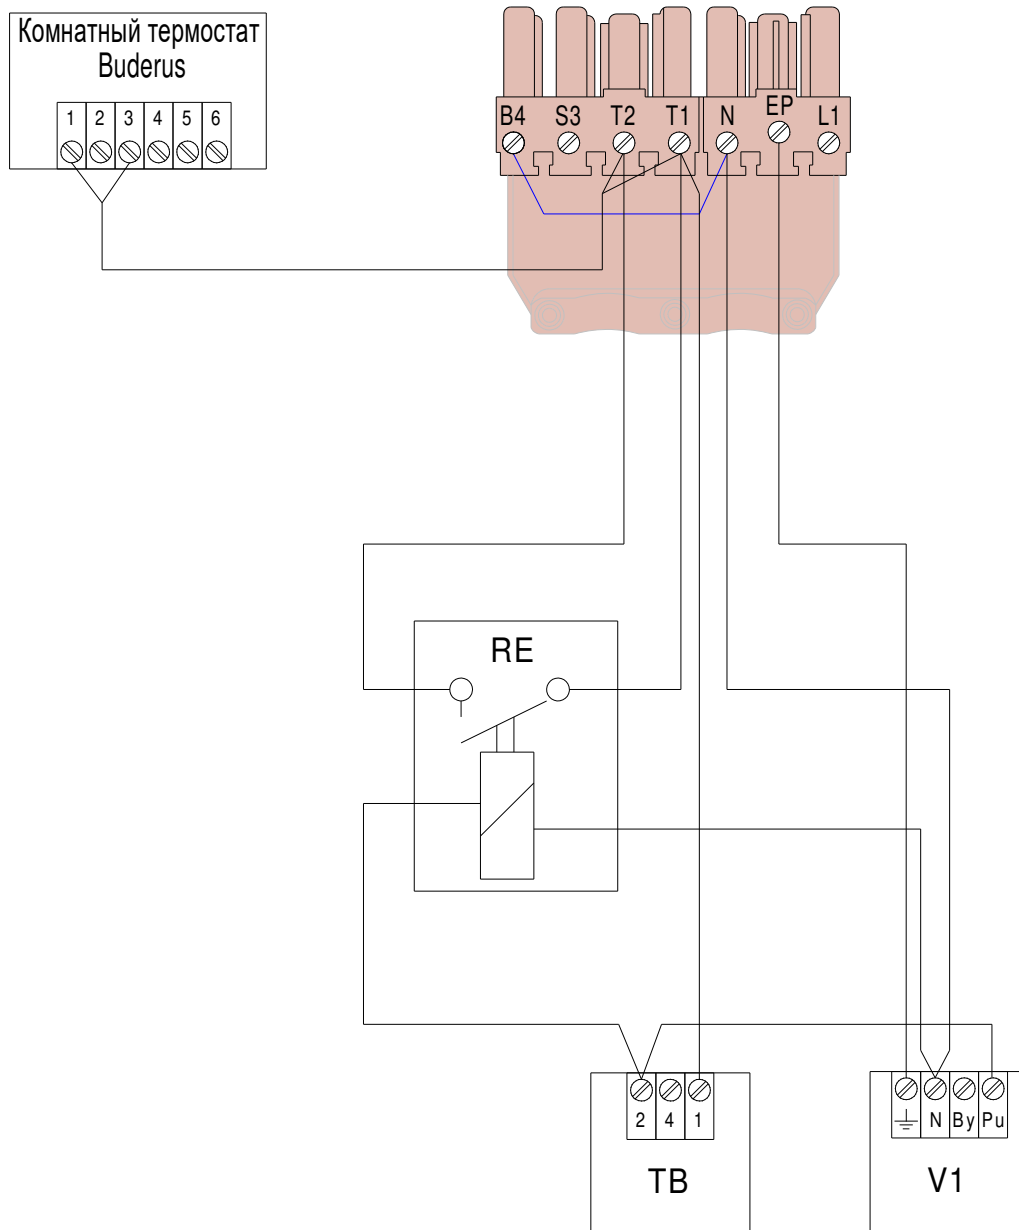 Комнатный термостат
Buderus
1 2 3 4 5 6
B4 S3 T2 T1 N EP L1
RE
2 4 1
TB
N By Pu
V1